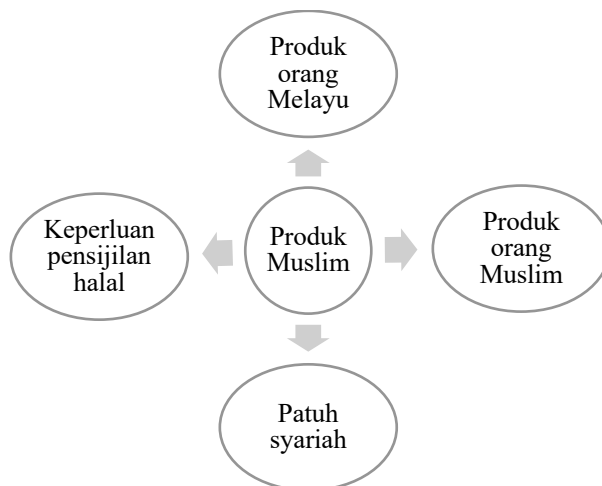 Produk
orang
Melayu
Keperluan
pensijilan
halal
Produk
Muslim
Produk
orang
Muslim
Patuh
syariah